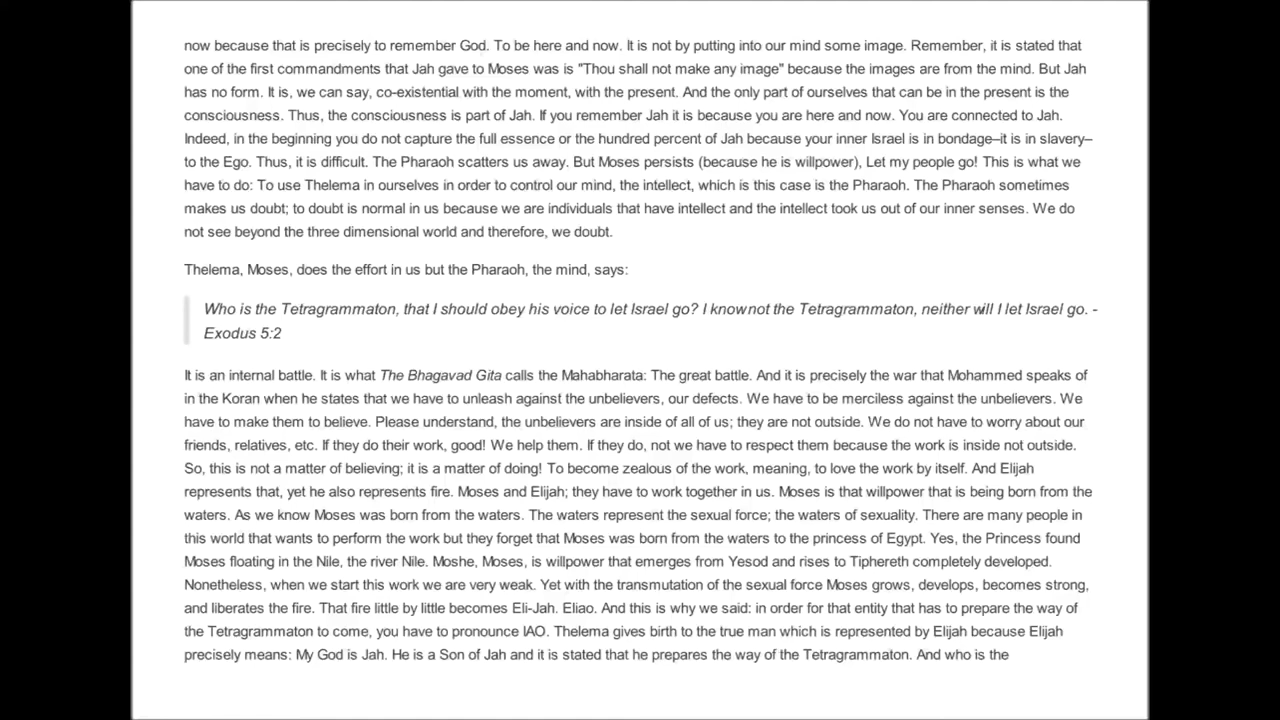 now because that is precisely to remember God. To be here and now. It is not by putting into our mind some image. Remember, it is stated that
one of the first commandments that Jah gave to Moses was is "Thou shall not make any image" because the images are from the mind. But Jah
has no form. It is, we can say, co-existential with the moment, with the present. And the only part of ourselves that can be in the present is the
consciousness. Thus, the consciousness is part of Jah. If you remember Jah it is because you are here and now. You are connected to Jah.
Indeed, in the beginning you do not capture the full essence or the hundred percent of Jah because your inner Israel is in bondage–it is in slavery–
to the Ego. Thus, it is difficult. The Pharaoh scatters us away. But Moses persists (because he is willpower), Let my people go! This is what we
have to do: To use Thelema in ourselves in order to control our mind, the intellect, which is this case is the Pharaoh. The Pharaoh sometimes
makes us doubt; to doubt is normal in us because we are individuals that have intellect and the intellect took us out of our inner senses. We do
not see beyond the three dimensional world and therefore, we doubt.
Thelema, Moses, does the effort in us but the Pharaoh, the mind, says:
Who is the Tetragrammaton, that I should obey his voice to let Israel go? I know not the Tetragrammaton, neither will I let Israel go. -
Exodus 5:2
It is an internal battle. It is what The Bhagavad Gita calls the Mahabharata: The great battle. And it is precisely the war that Mohammed speaks of
in the Koran when he states that we have to unleash against the unbelievers, our defects. We have to be merciless against the unbelievers. We
have to make them to believe. Please understand, the unbelievers are inside of all of us; they are not outside. We do not have to worry about our
friends, relatives, etc. If they do their work, good! We help them. If they do, not we have to respect them because the work is inside not outside.
So, this is not a matter of believing; it is a matter of doing! To become zealous of the work, meaning, to love the work by itself. And Elijah
represents that, yet he also represents fire. Moses and Elijah; they have to work together in us. Moses is that willpower that is being born from the
waters. As we know Moses was born from the waters. The waters represent the sexual force; the waters of sexuality. There are many people in
this world that wants to perform the work but they forget that Moses was born from the waters to the princess of Egypt. Yes, the Princess found
Moses floating in the Nile, the river Nile. Moshe, Moses, is willpower that emerges from Yesod and rises to Tiphereth completely developed.
Nonetheless, when we start this work we are very weak. Yet with the transmutation of the sexual force Moses grows, develops, becomes strong,
and liberates the fire. That fire little by little becomes Eli-Jah. Eliao. And this is why we said: in order for that entity that has to prepare the way of
the Tetragrammaton to come, you have to pronounce IAO. Thelema gives birth to the true man which is represented by Elijah because Elijah
precisely means: My God is Jah. He is a Son of Jah and it is stated that he prepares the way of the Tetragrammaton. And who is the